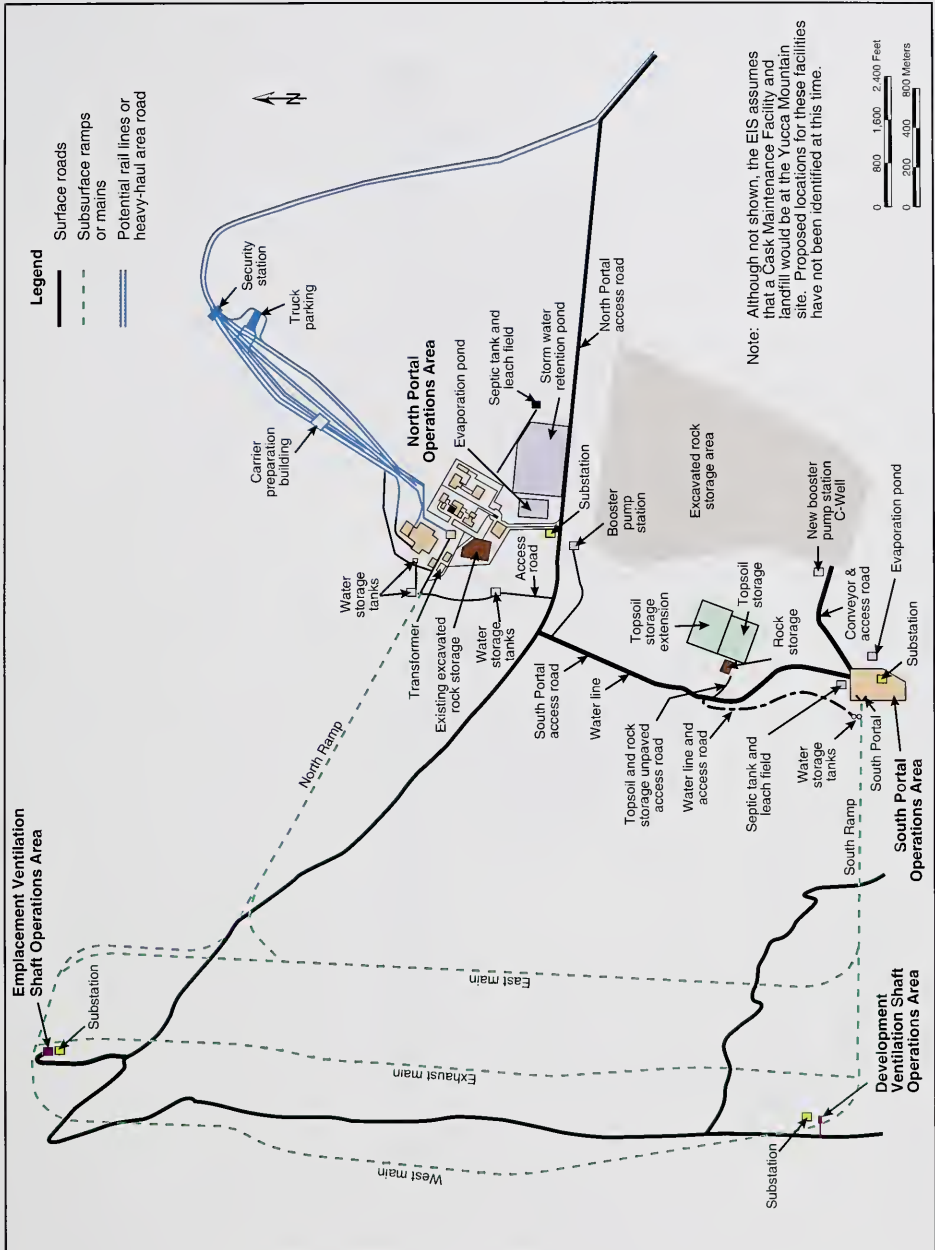 Legend
Surface roads
Subsurface ramps
or mains
Potential rail lines or
heavy-haul area road
N
Emplacement Ventilation
Shaft Operations Area
Substation
North Ramp
Security
station
Truck
parking
Carrier
preparation
building
North Portal
Operations Area
Evaporation pond
Septic tank and
leach field
Storm water
retention pond
Water
storage
tanks
Transformer
Existing excavated
rock storage
Water
storage
tanks
Access
road
Substation
Booster
pump
station
North Portal
access road
South Portal
access road
Water line
Topsoil
storage
extension
Topsoil
storage
Rock
storage
Excavated rock
storage area
Topsoil and rock
storage unpaved
access road
Water line and
access road
Septic tank and
leach field
Water
storage
tanks
New booster
pump station
C-Well
Conveyor &
access road
Evaporation pond
Substation
South Portal
South Portal
Operations Area
South Ramp
East main
Exhaust main
West main
Substation
Development
Ventilation Shaft
Operations Area
Note: Although not shown, the EIS assumes
that a Cask Maintenance Facility and
landfill would be at the Yucca Mountain
site. Proposed locations for these facilities
have not been identified at this time.
0 800 1,600 2,400 Feet
0 200 400 800 Meters